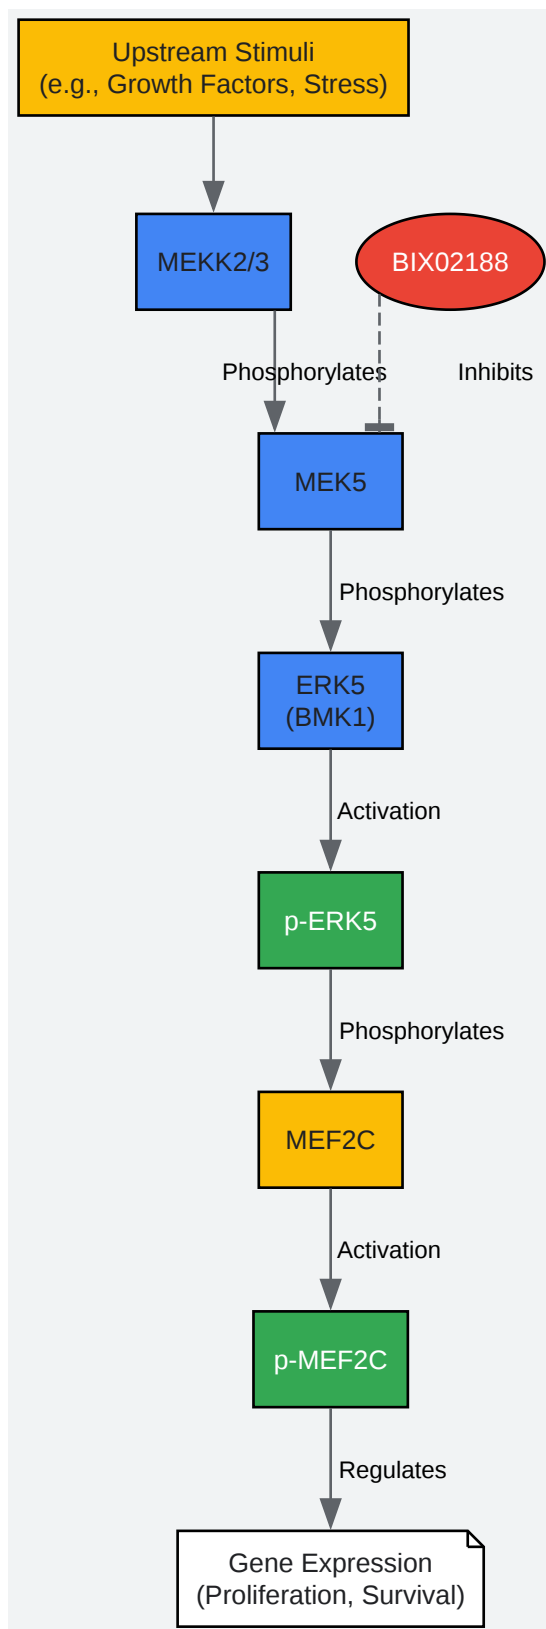 Upstream Stimuli
(e.g., Growth Factors, Stress)
MEKK2/3
BIX02188
Phosphorylates
Inhibits
MEK5
Phosphorylates
ERK5
(BMK1)
Activation
p-ERK5
Phosphorylates
MEF2C
Activation
p-MEF2C
Regulates
Gene Expression
(Proliferation, Survival)